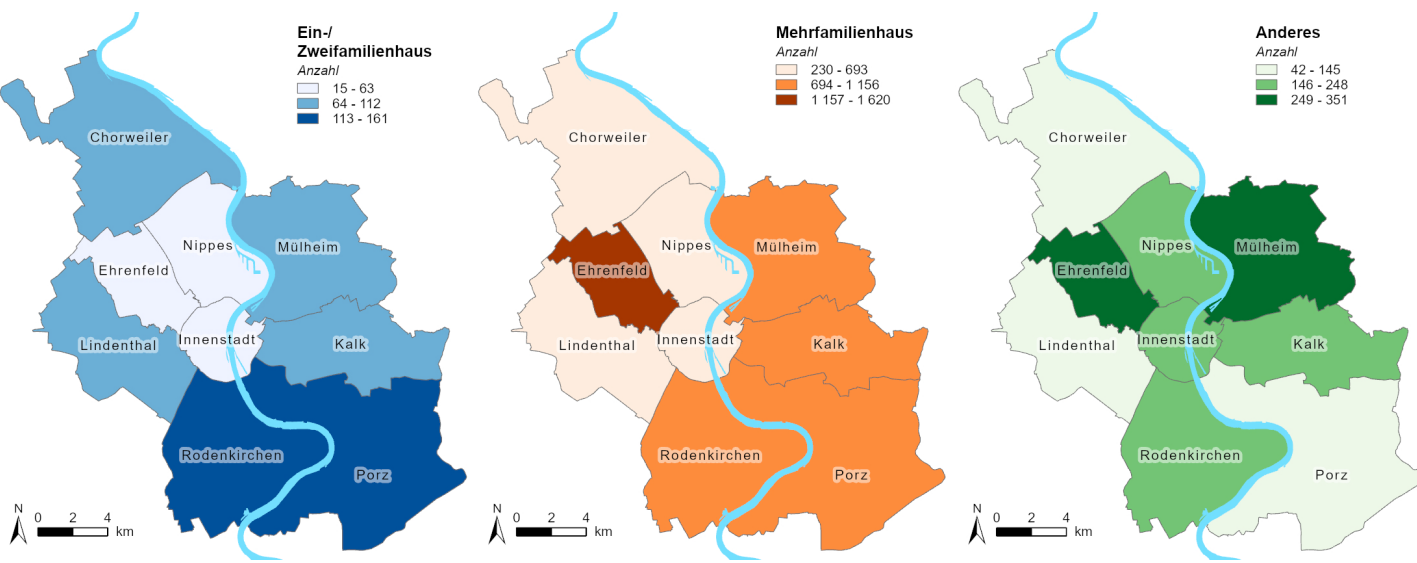 Ein-/
Zweifamilienhaus
Anzahl
15 - 63
64 - 112
113 - 161
Chorweiler
Nippes
Mülheim
Ehrenfeld
Lindenthal
Innenstadt
Kalk
Rodenkirchen
Porz
N
0 2 4
km
Mehrfamilienhaus
Anzahl
230 - 693
694 - 1 156
1 157 - 1 620
Chorweiler
Nippes
Mülheim
Ehrenfeld
Lindenthal
Innenstadt
Kalk
Rodenkirchen
Porz
N
0 2 4
km
Anderes
Anzahl
42 - 145
146 - 248
249 - 351
Chorweiler
Nippes
Mülheim
Ehrenfeld
Lindenthal
Innenstadt
Kalk
Rodenkirchen
Porz
N
0 2 4
km